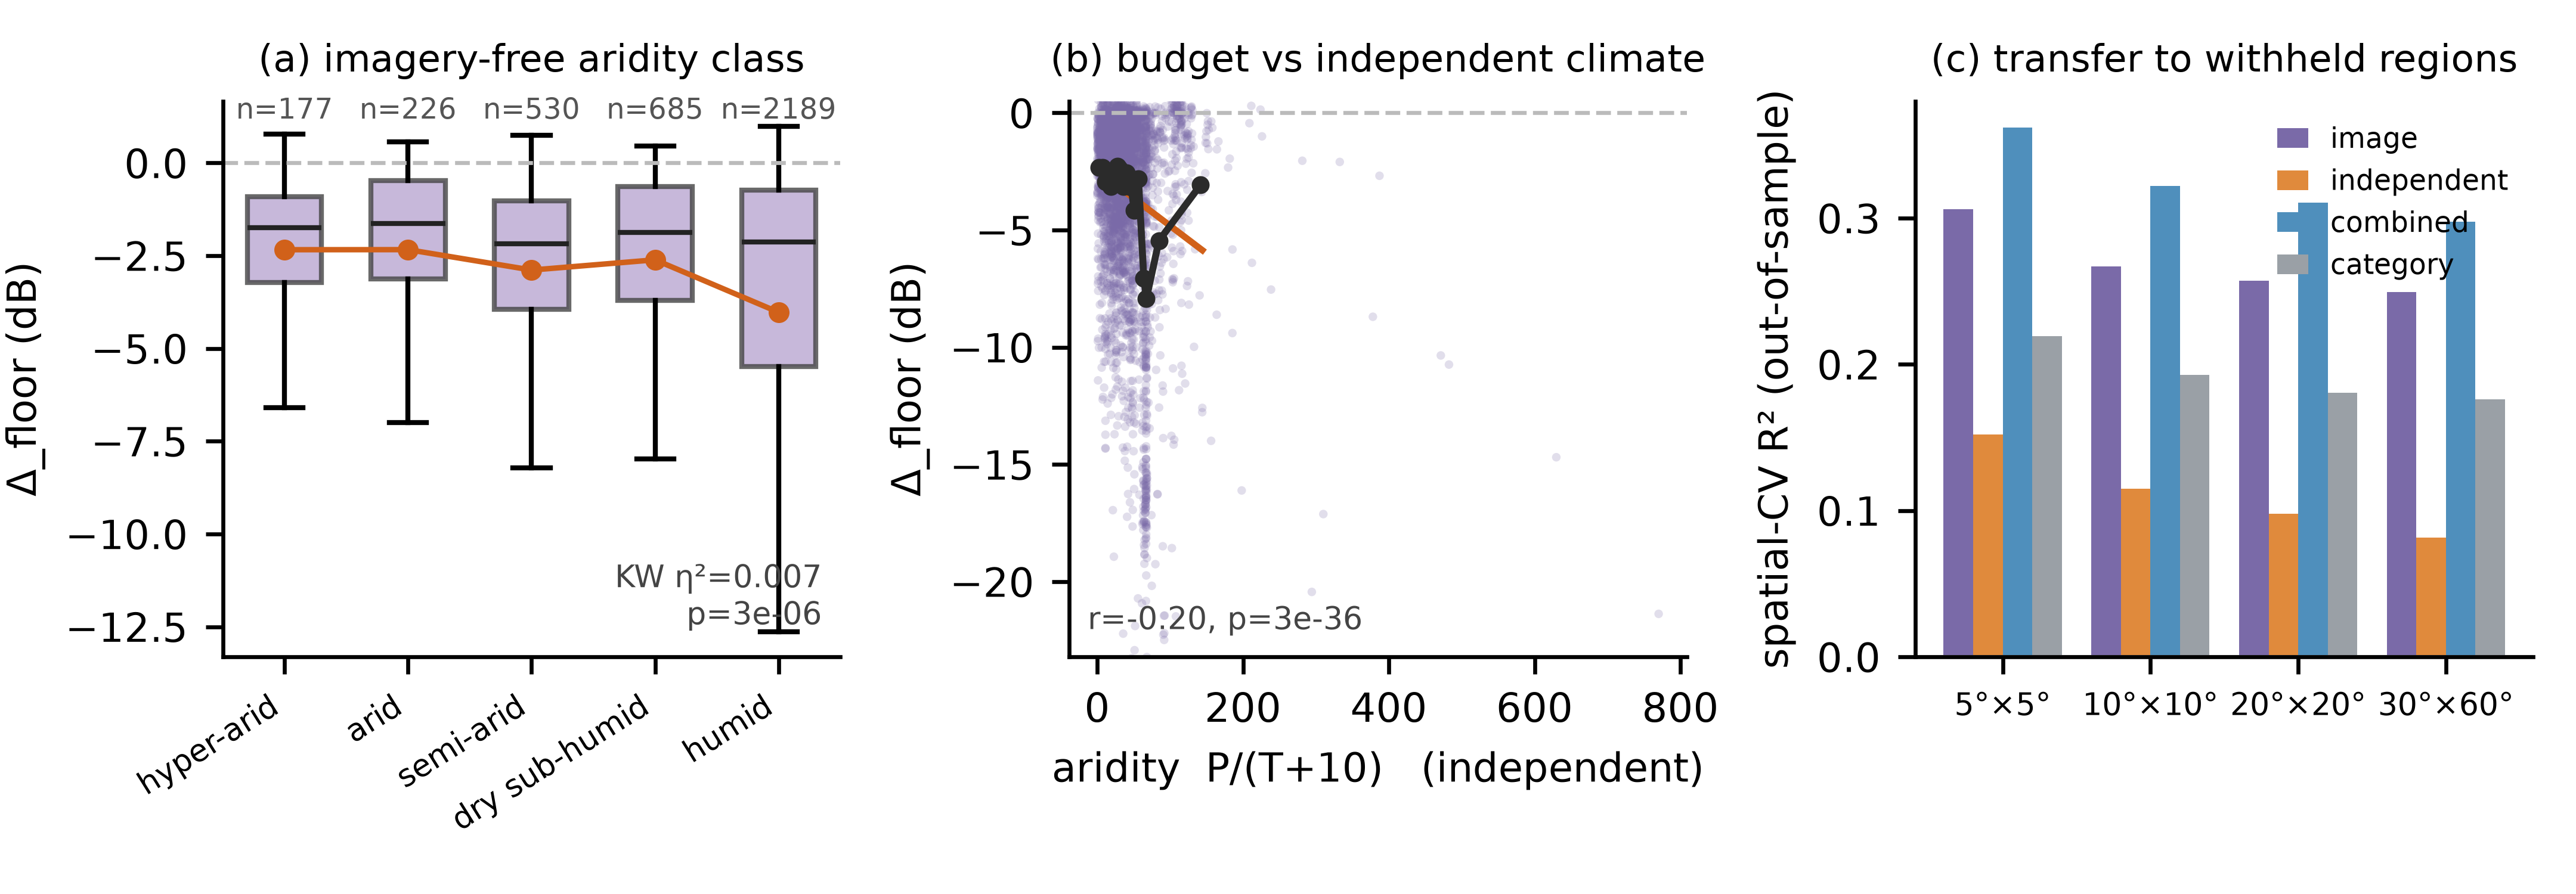 (a) imagery-free aridity class
n=177 n=226 n=530 n=685 n=2189
0.0
−2.5
−5.0
−7.5
−10.0
−12.5
Δ_floor (dB)
KW η²=0.007
p=3e-06
hyper-arid
arid
semi-arid
dry sub-humid
humid
(b) budget vs independent climate
0
−5
−10
−15
−20
Δ_floor (dB)
r=-0.20, p=3e-36
0 200 400 600 800
aridity P/(T+10) (independent)
(c) transfer to withheld regions
image
independent
combined
category
0.3
0.2
0.1
0.0
spatial-CV R² (out-of-sample)
5°×5° 10°×10° 20°×20° 30°×60°